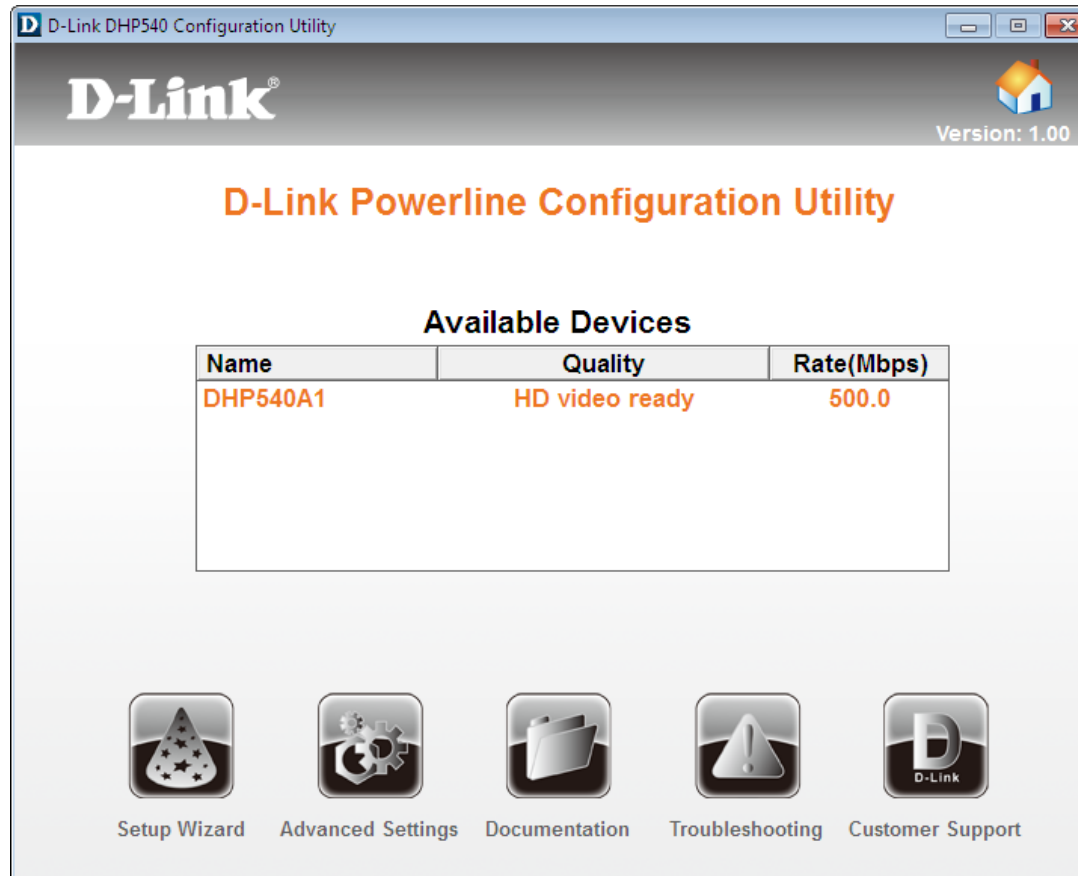 D-Link DHP540 Configuration Utility
D-Link®
Version: 1.00
D-Link Powerline Configuration Utility
Available Devices
Name Quality Rate(Mbps)
DHP540A1 HD video ready 500.0
D-Link
Setup Wizard Advanced Settings Documentation Troubleshooting Customer Support